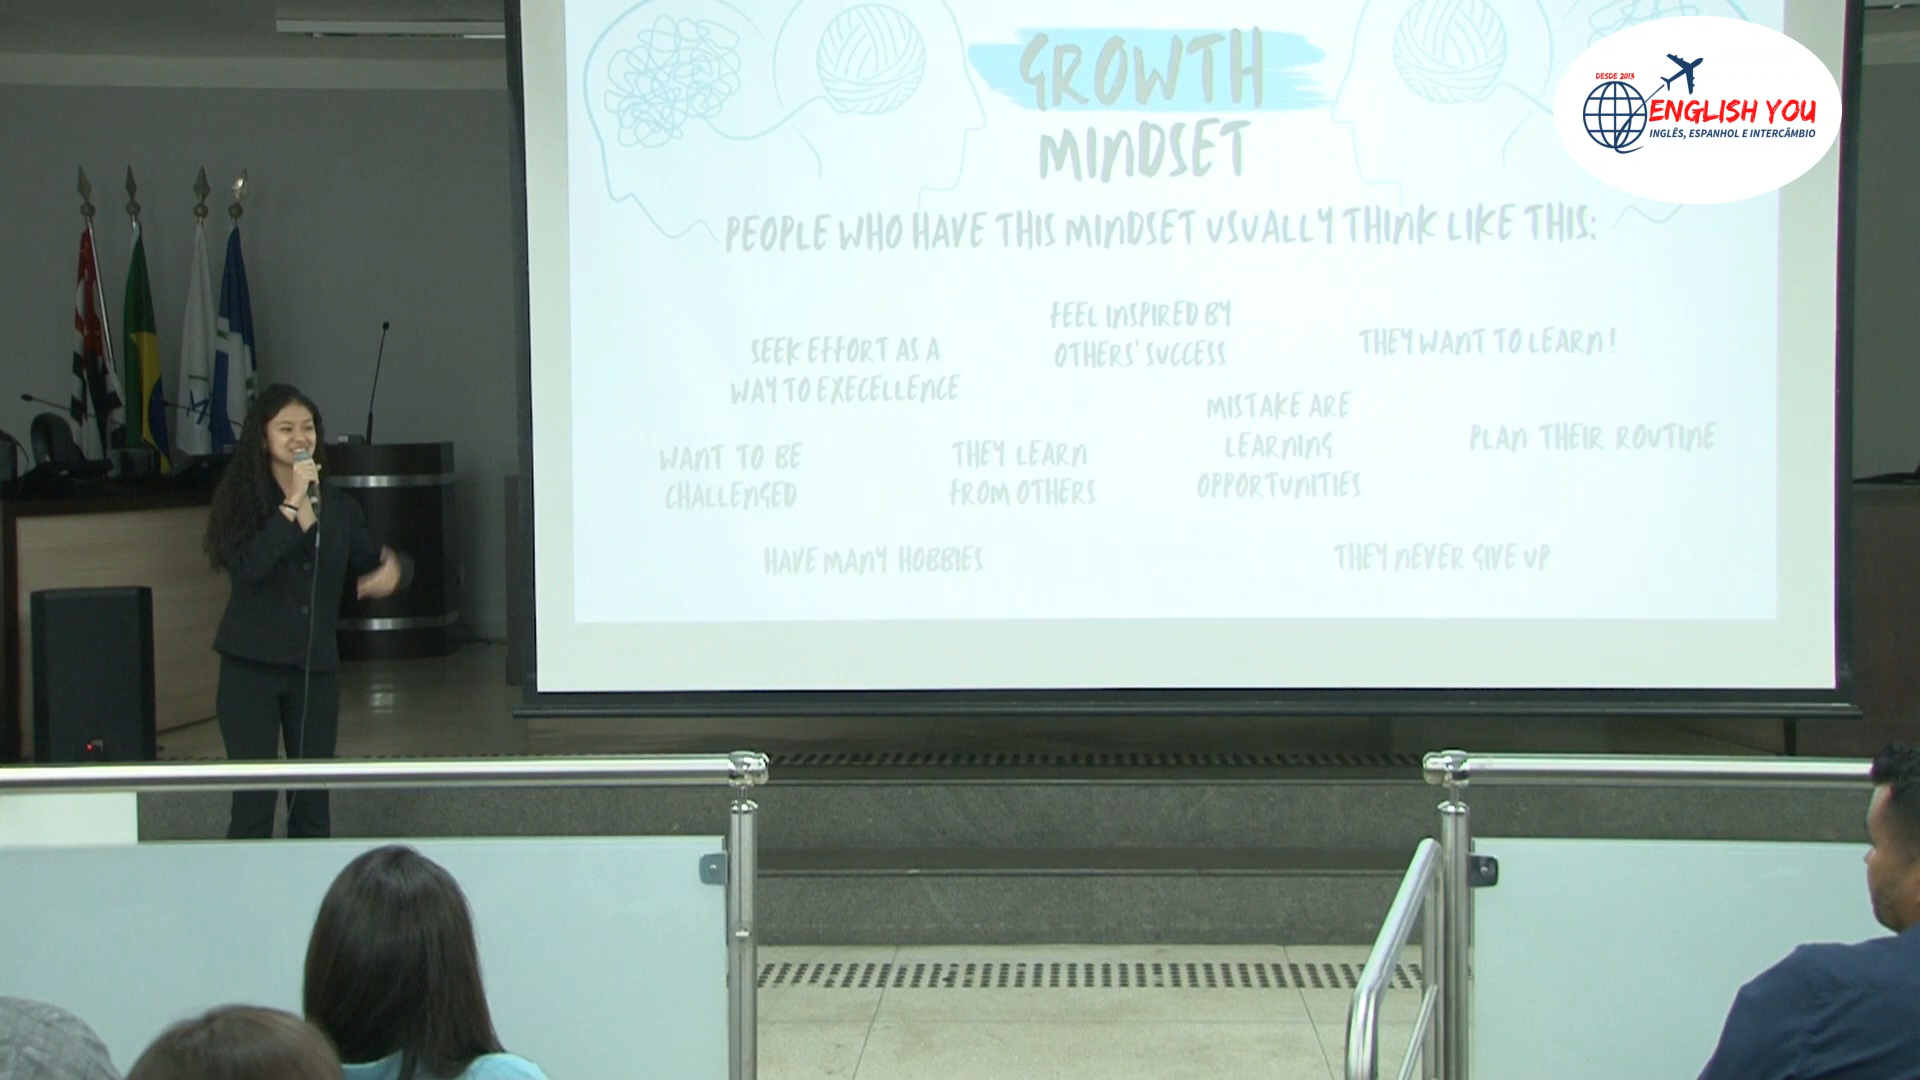 GROWTH
MINDSET
PEOPLE WHO HAVE THIS MINDSET USUALLY THINK LIKE THIS:
SEEK EFFORT AS A
WAY TO EXECELLENCE
FEEL INSPIRED BY
OTHERS' SUCCESS
THEY WANT TO LEARN!
WANT TO BE
CHALLENGED
THEY LEARN
FROM OTHERS
MISTAKE ARE
LEARNING
OPPORTUNITIES
PLAN THEIR ROUTINE
HAVE MANY HOBBIES
THEY NEVER GIVE UP
DESDE 2013
ENGLISH YOU
INGLÊS, ESPANHOL E INTERCÂMBIO